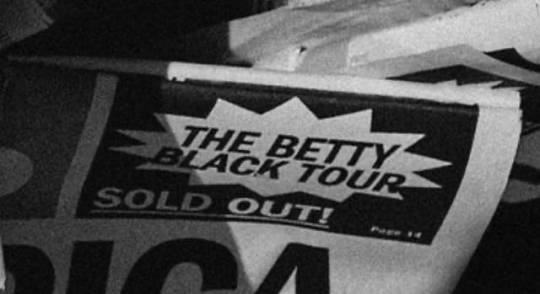 THE BETTY
BLACK TOUR
SOLD OUT!
Page 14